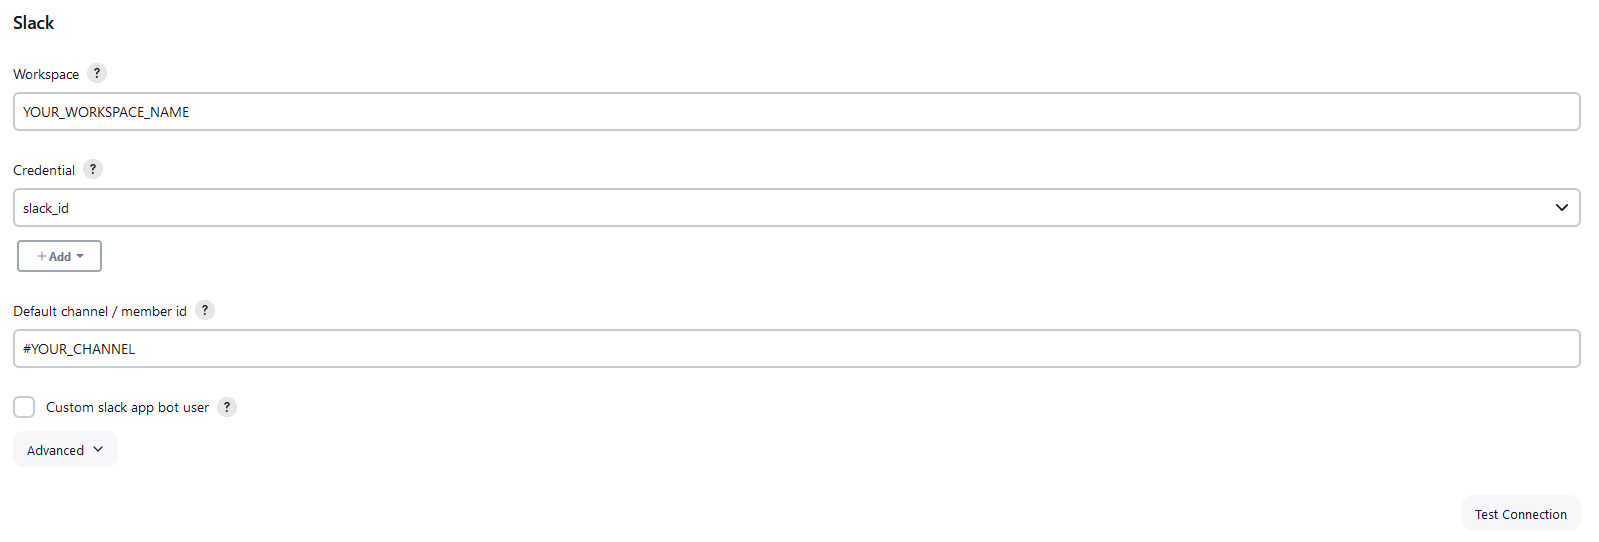 Slack
Workspace ?
YOUR_WORKSPACE_NAME
Credential ?
slack_id
+ Add
Default channel / member id ?
#YOUR_CHANNEL
Custom slack app bot user ?
Advanced
Test Connection